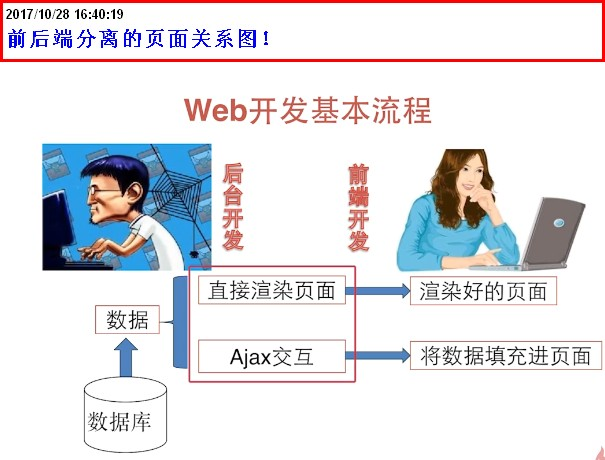 2017/10/28 16:40:19
前后端分离的页面关系图！
Web开发基本流程
后台开发
前端开发
直接渲染页面
渲染好的页面
数据
Ajax交互
将数据填充进页面
数据库